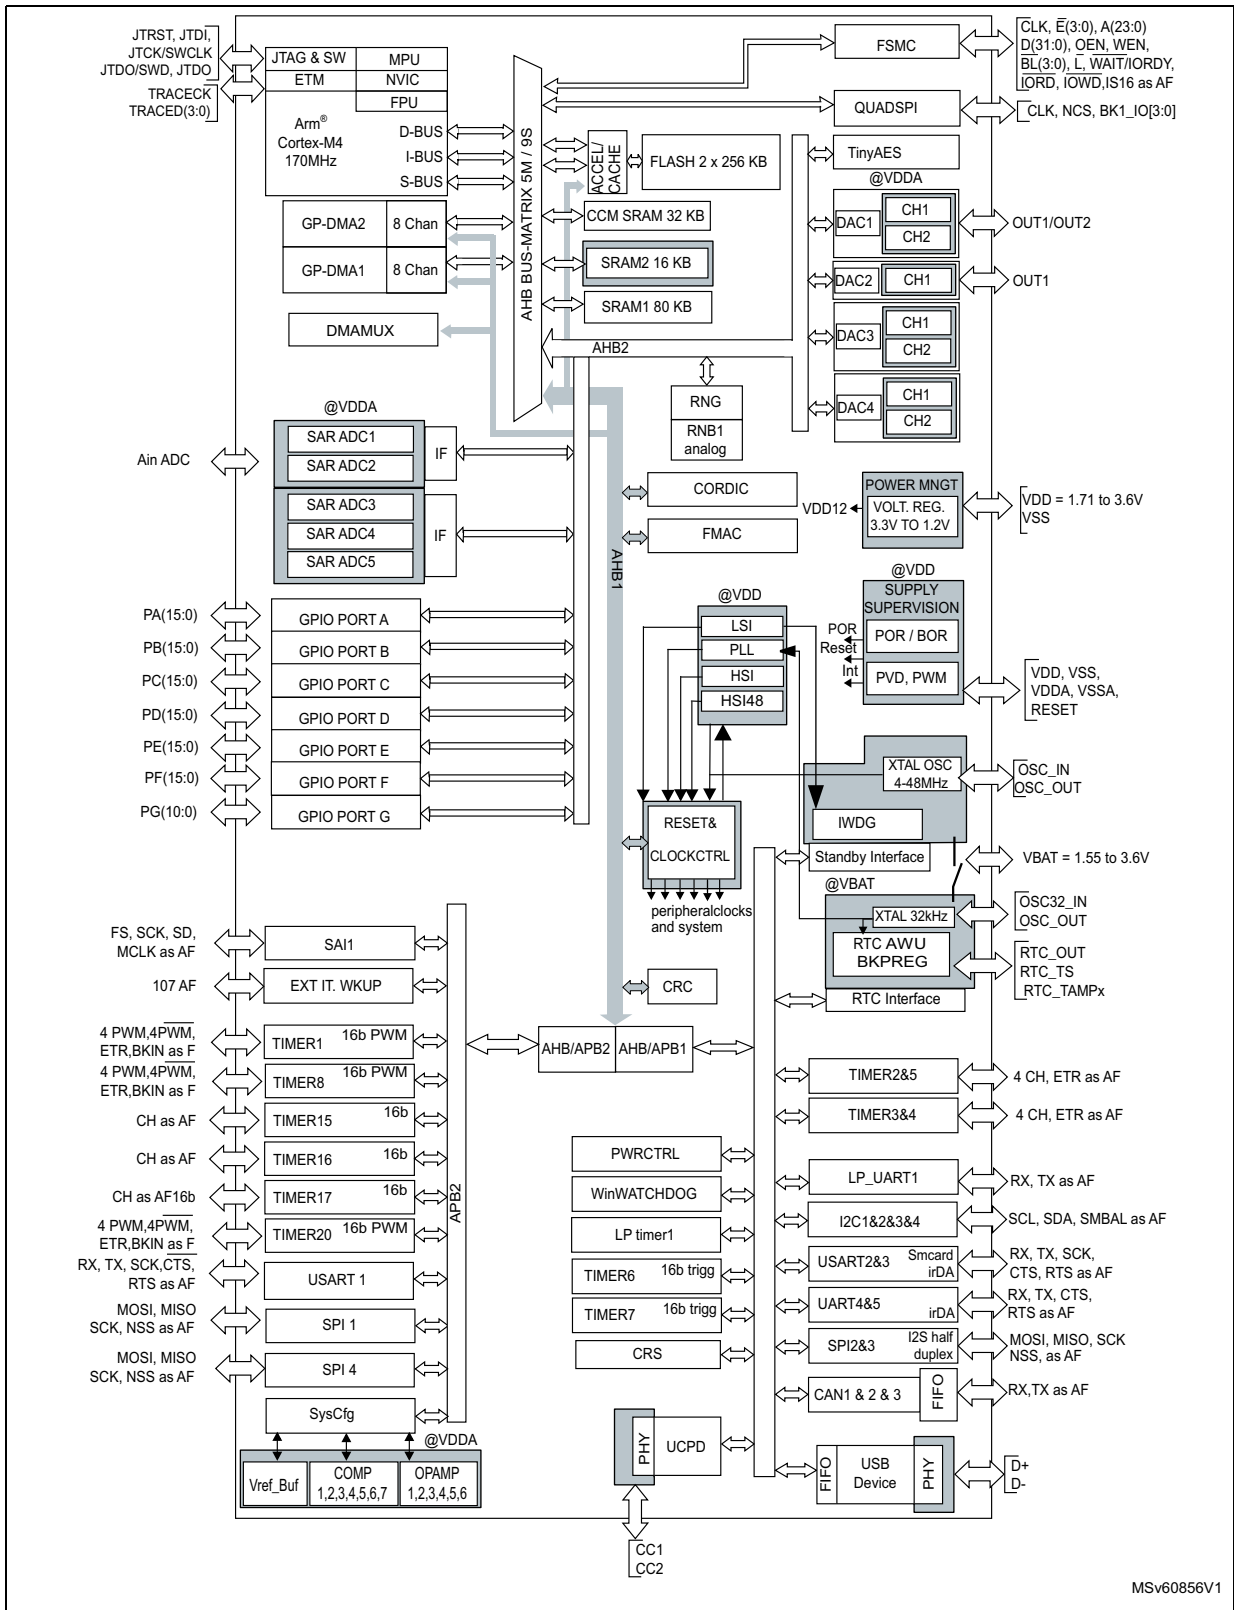 JTRST, JTDI,
JTCK/SWCLK
JTDO/SWD, JTDO
TRACECK
TRACED(3:0)
JTAG & SW
MPU
ETM
NVIC
FPU
Arm®
Cortex-M4
170MHz
D-BUS
I-BUS
S-BUS
GP-DMA2
8 Chan
GP-DMA1
8 Chan
DMAMUX
AHB BUS-MATRIX 5M / 9S
ACCEL/
CACHE
FLASH 2 x 256 KB
CCM SRAM 32 KB
SRAM2 16 KB
SRAM1 80 KB
AHB2
RNG
RNB1
analog
FSMC
CLK, E(3:0), A(23:0)
D(31:0), OEN, WEN,
BL(3:0), L, WAIT/IORDY,
IORD, IOWD,IS16 as AF
QUADSPI
CLK, NCS, BK1_IO[3:0]
TinyAES
@VDDA
DAC1
CH1
CH2
OUT1/OUT2
DAC2
CH1
OUT1
DAC3
CH1
CH2
DAC4
CH1
CH2
@VDDA
Ain ADC
SAR ADC1
SAR ADC2
IF
SAR ADC3
SAR ADC4
SAR ADC5
IF
CORDIC
FMAC
AHB1
POWER MNGT
VDD12
VOLT. REG.
3.3V TO 1.2V
VDD = 1.71 to 3.6V
VSS
@VDD
SUPPLY
SUPERVISION
POR
Reset
Int
POR / BOR
PVD, PWM
VDD, VSS,
VDDA, VSSA,
RESET
@VDD
LSI
PLL
HSI
HSI48
PA(15:0)
GPIO PORT A
PB(15:0)
GPIO PORT B
PC(15:0)
GPIO PORT C
PD(15:0)
GPIO PORT D
PE(15:0)
GPIO PORT E
PF(15:0)
GPIO PORT F
PG(10:0)
GPIO PORT G
RESET&
CLOCKCTRL
peripheralclocks
and system
XTAL OSC
4-48MHz
OSC_IN
OSC_OUT
IWDG
Standby Interface
VBAT = 1.55 to 3.6V
@VBAT
XTAL 32kHz
OSC32_IN
OSC_OUT
RTC AWU
BKPREG
RTC_OUT
RTC_TS
RTC_TAMPx
RTC Interface
CRC
AHB/APB2
AHB/APB1
APB2
FS, SCK, SD,
MCLK as AF
SAI1
107 AF
EXT IT. WKUP
4 PWM,4PWM,
ETR,BKIN as F
TIMER1
16b PWM
4 PWM,4PWM,
ETR,BKIN as F
TIMER8
16b PWM
CH as AF
TIMER15
16b
CH as AF
TIMER16
16b
CH as AF16b
TIMER17
16b
4 PWM,4PWM,
ETR,BKIN as F
TIMER20
16b PWM
RX, TX, SCK,CTS,
RTS as AF
USART 1
MOSI, MISO
SCK, NSS as AF
SPI 1
MOSI, MISO
SCK, NSS as AF
SPI 4
SysCfg
@VDDA
Vref_Buf
COMP
1,2,3,4,5,6,7
OPAMP
1,2,3,4,5,6
PWRCTRL
WinWATCHDOG
LP timer1
TIMER6
16b trigg
TIMER7
16b trigg
CRS
PHY
UCPD
CC1
CC2
TIMER2&5
4 CH, ETR as AF
TIMER3&4
4 CH, ETR as AF
LP_UART1
RX, TX as AF
I2C1&2&3&4
SCL, SDA, SMBAL as AF
USART2&3
Smcard
irDA
RX, TX, SCK,
CTS, RTS as AF
UART4&5
irDA
RX, TX, CTS,
RTS as AF
SPI2&3
I2S half
duplex
MOSI, MISO, SCK
NSS, as AF
CAN1 & 2 & 3
FIFO
RX,TX as AF
FIFO
USB
Device
PHY
D+
D-
MSv60856V1